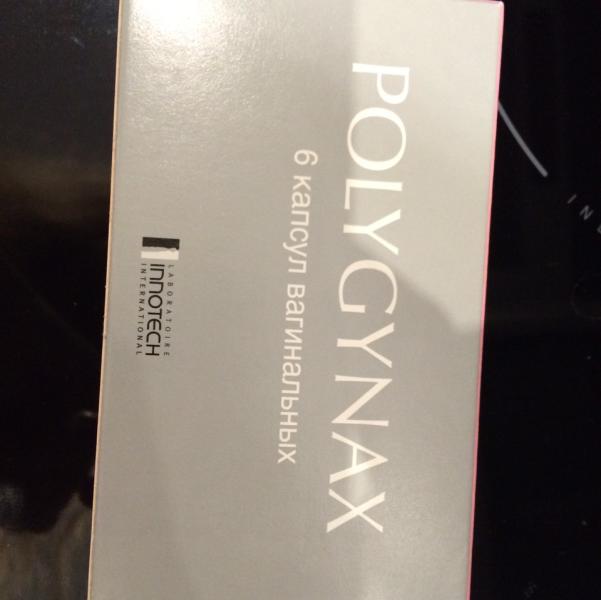 POLYGYNAX
6 капсул вагинальных
LABORATOIRE
INNOTECH
INTERNATIONAL